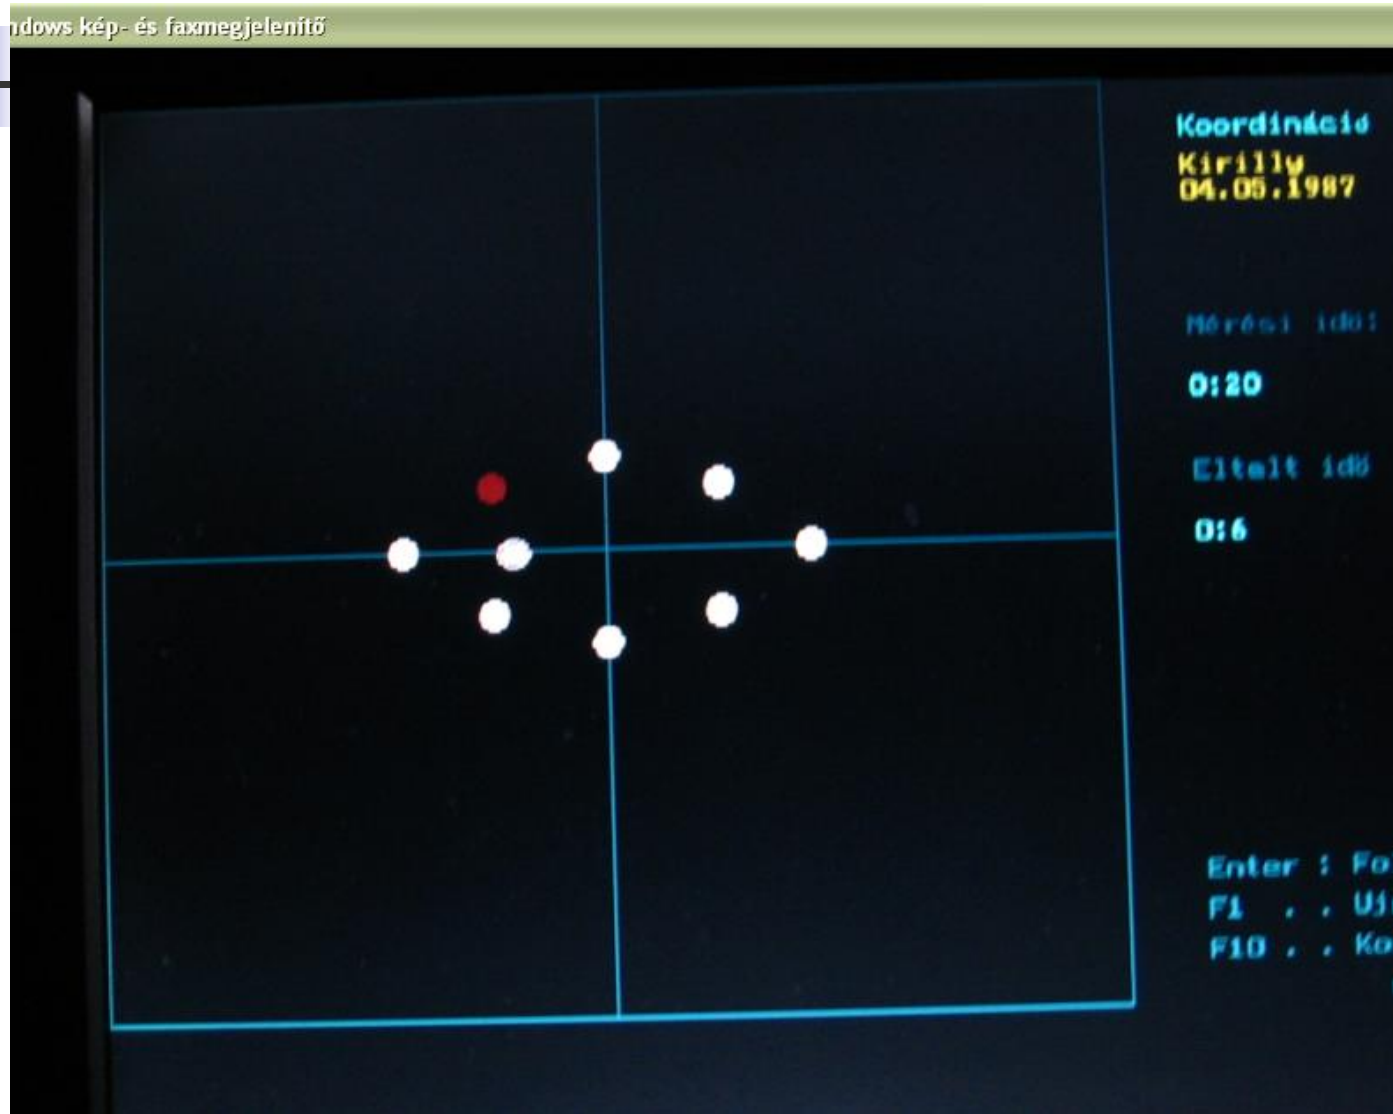 ndows kép- és faxmegjelenítő
Koordináció
Kirilly
04.05.1987
Mérési idő:
0:20
Eltelt idő
0:6
Enter : Fo
F1 . . Uj
F10 . . Ko